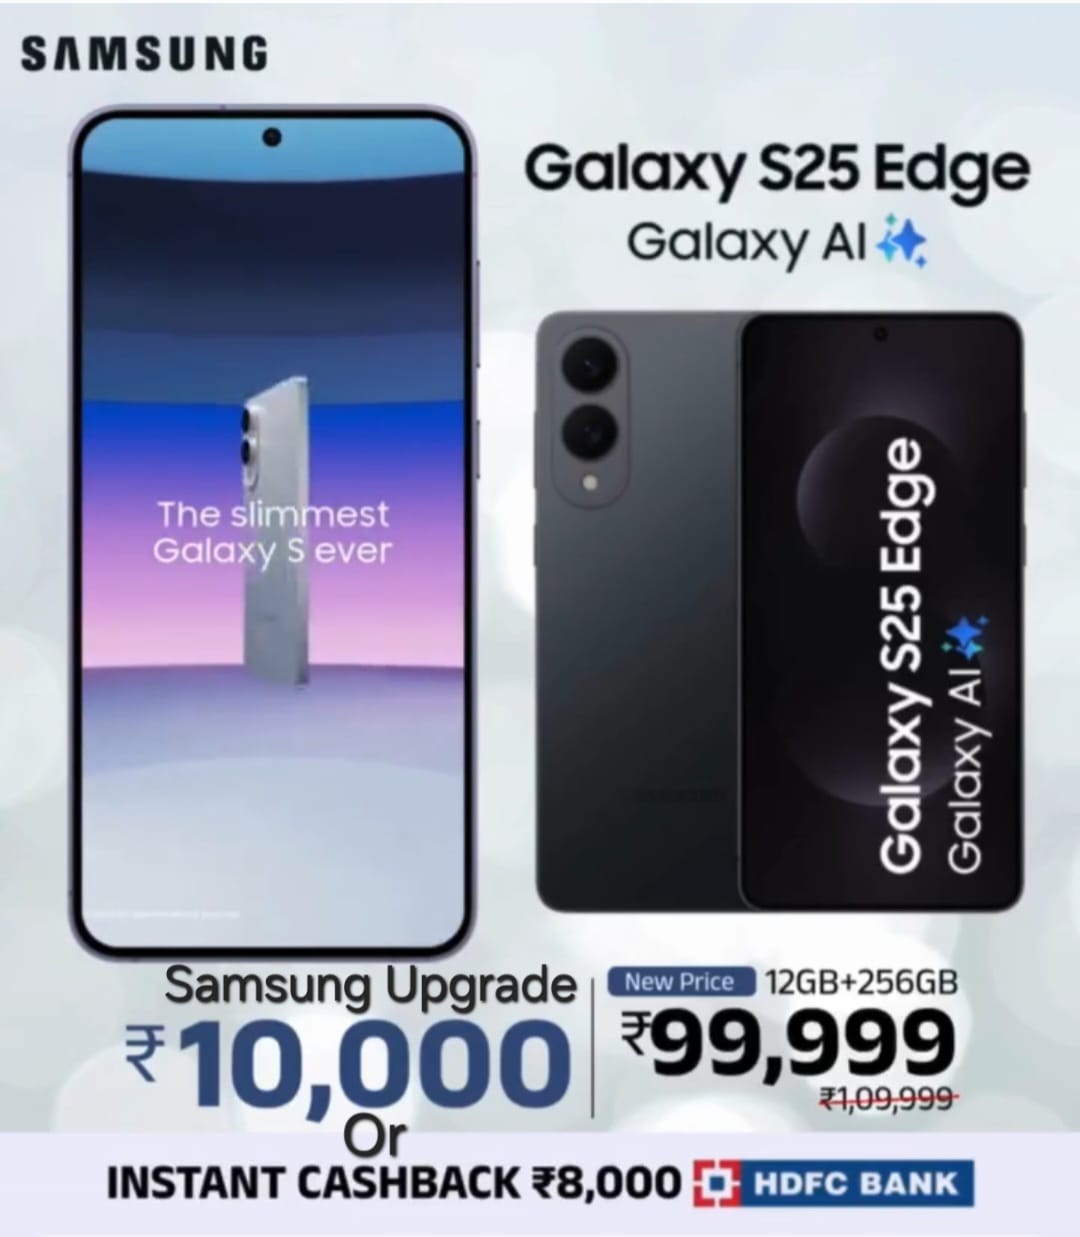 SAMSUNG
Galaxy S25 Edge
Galaxy AI
The slimmest
Galaxy S ever
Galaxy S25 Edge
Galaxy AI
Samsung Upgrade
₹10,000
New Price 12GB+256GB
₹99,999
₹1,09,999
Or
INSTANT CASHBACK ₹8,000 HDFC BANK